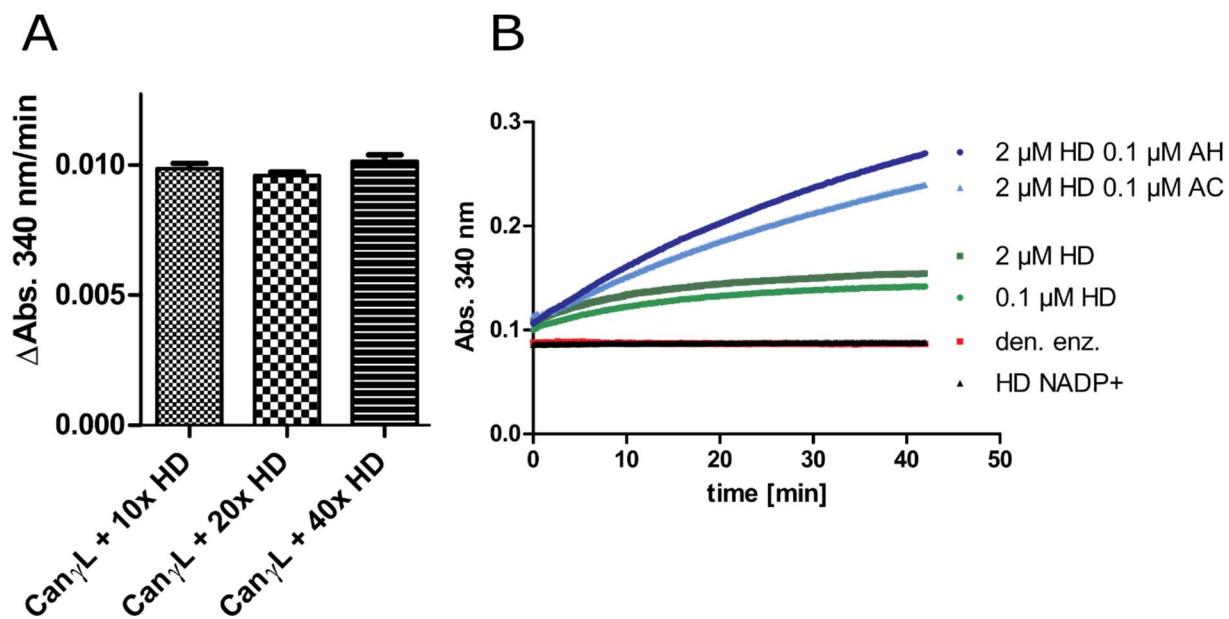 A
ΔAbs. 340 nm/min
0.010
0.005
0.000
CanγL + 10x HD
CanγL + 20x HD
CanγL + 40x HD
B
Abs. 340 nm
0.3
0.2
0.1
0.0
0
10
20
30
40
50
time [min]
2 µM HD 0.1 µM AH
2 µM HD 0.1 µM AC
2 µM HD
0.1 µM HD
den. enz.
HD NADP+